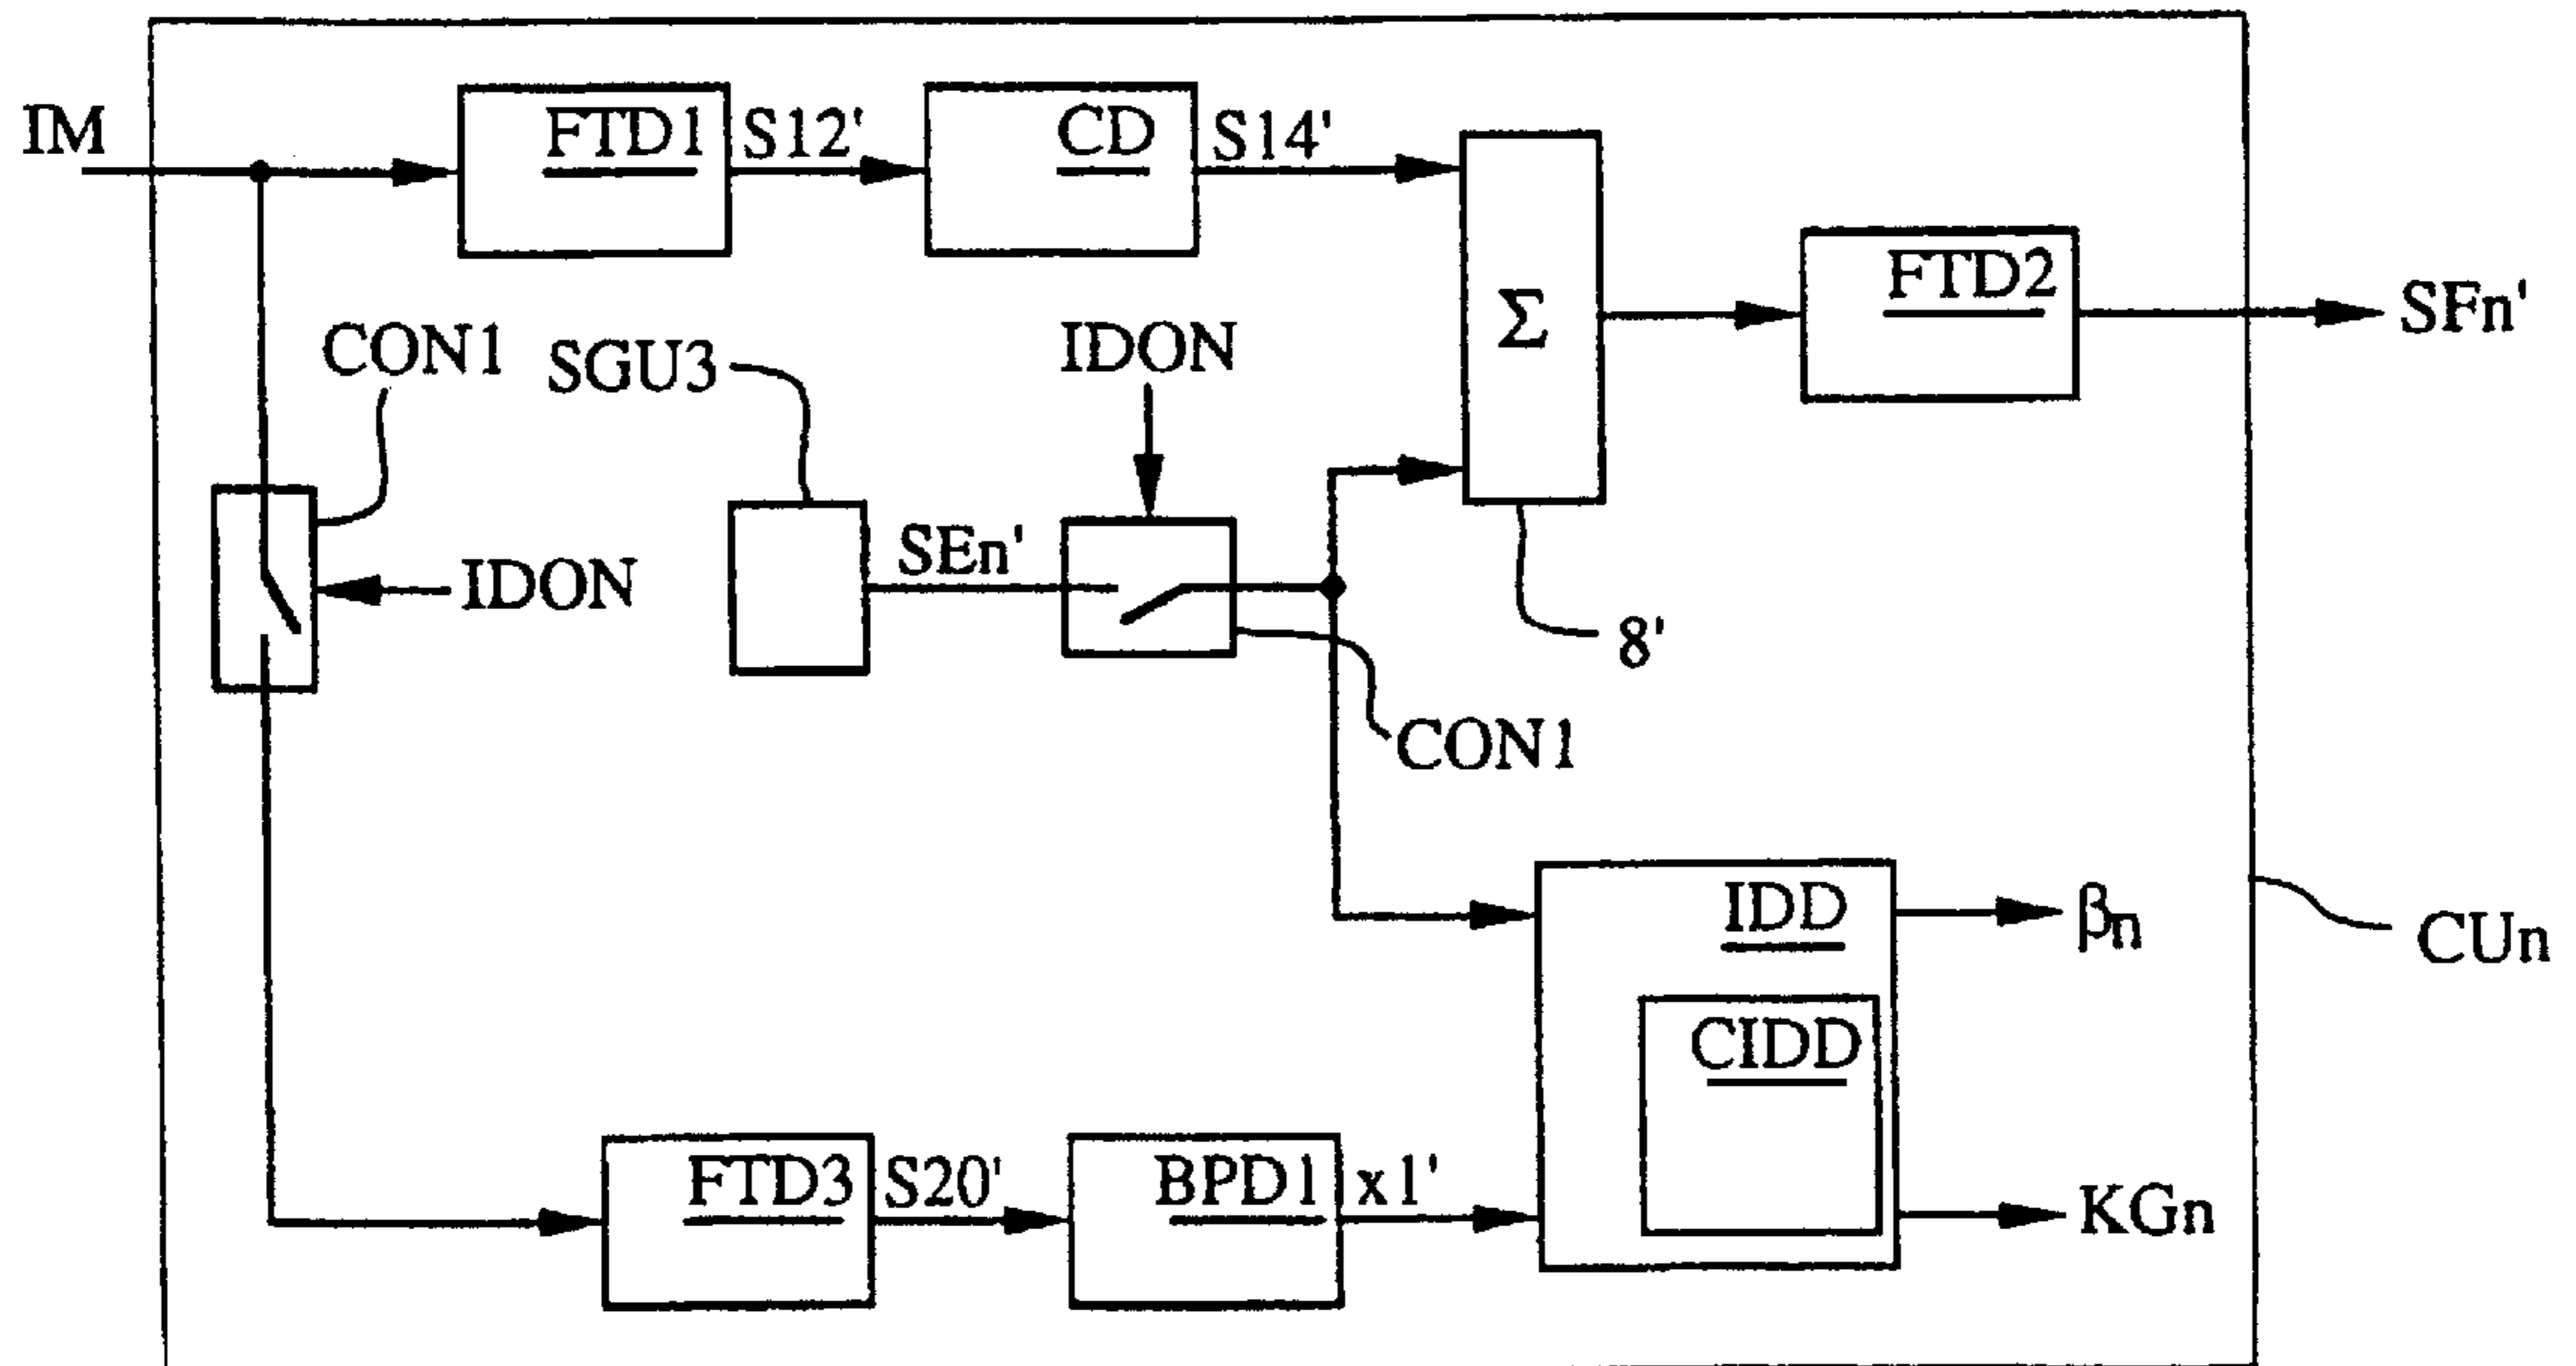 IM
FTD1
S12'
CD
S14'
Σ
FTD2
SFn'
CON1
SGU3
IDON
SEn'
IDON
8'
CON1
IDD
βn
CUn
CIDD
FTD3
S20'
BPD1
x1'
KGn